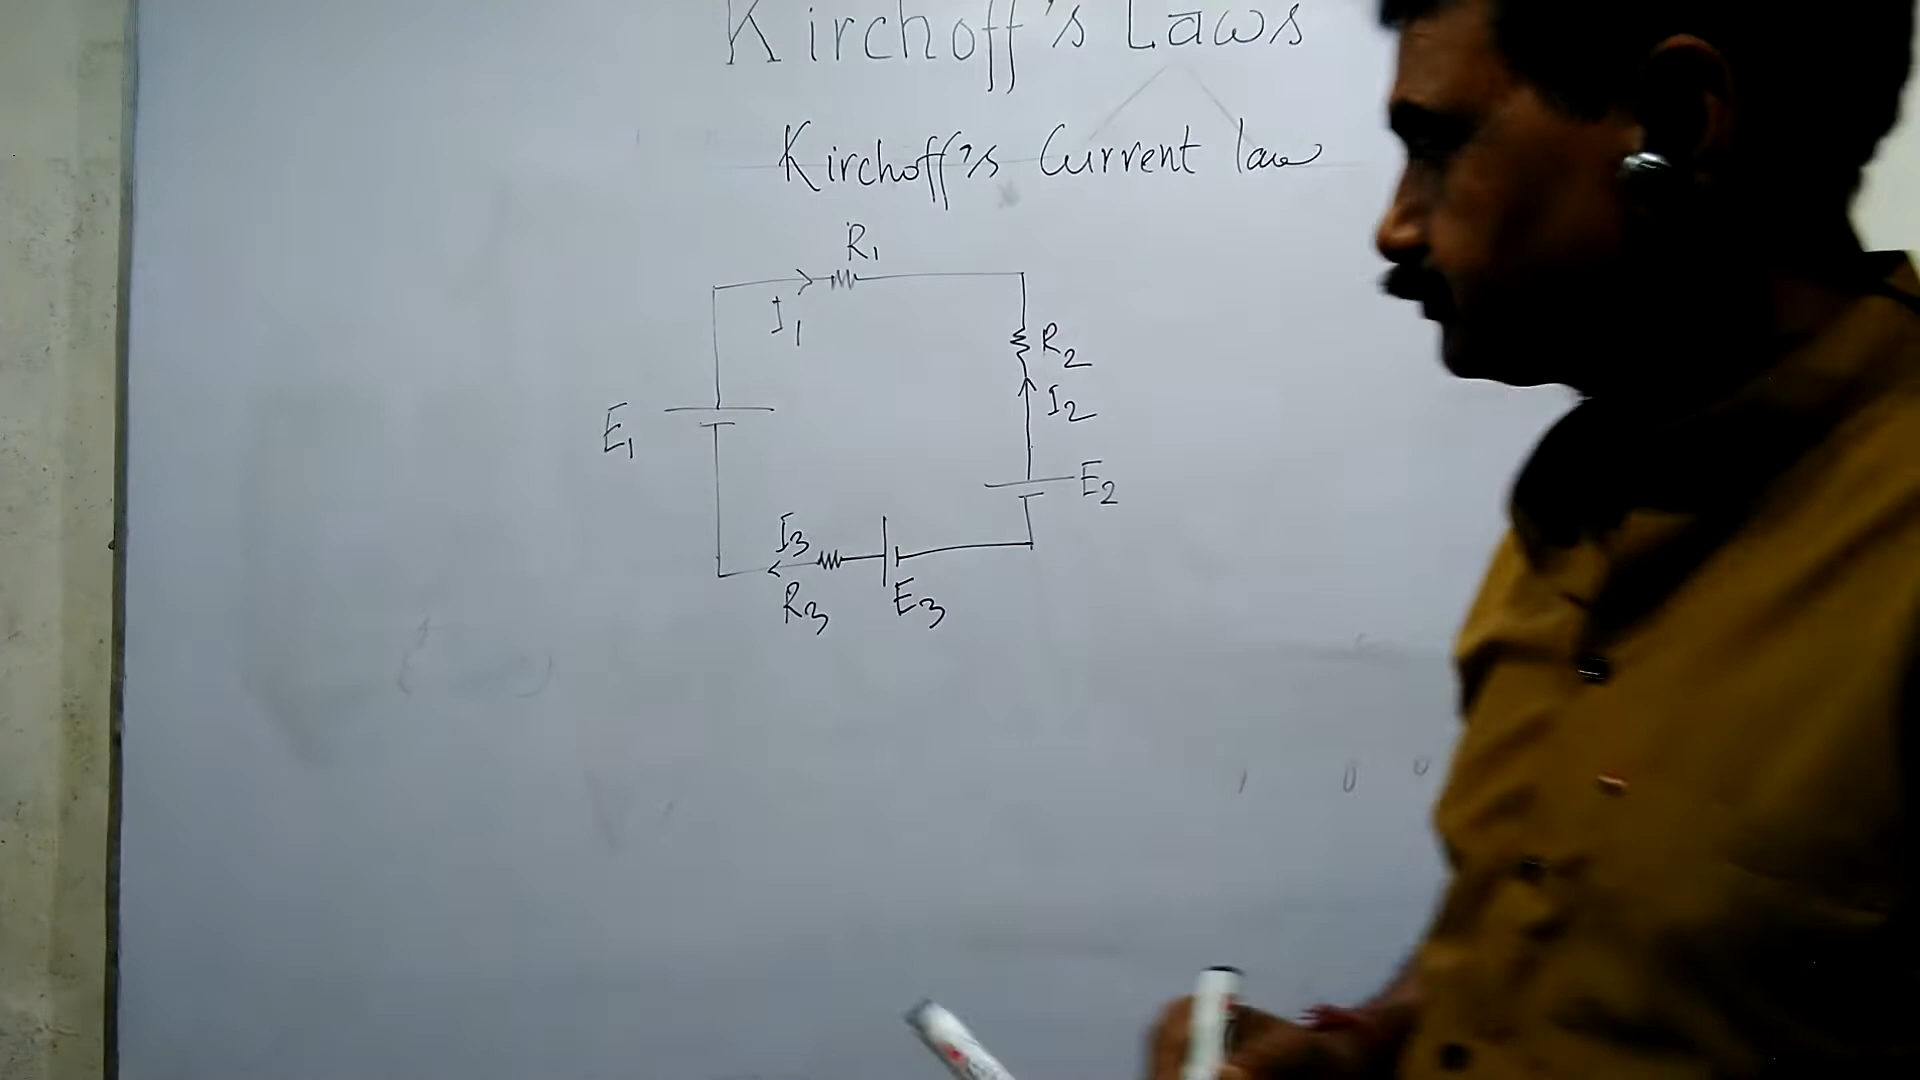 Kirchoff's Laws
Kirchoff's Current law
R1
I1
R2
I2
E1
E2
I3
R3
E3